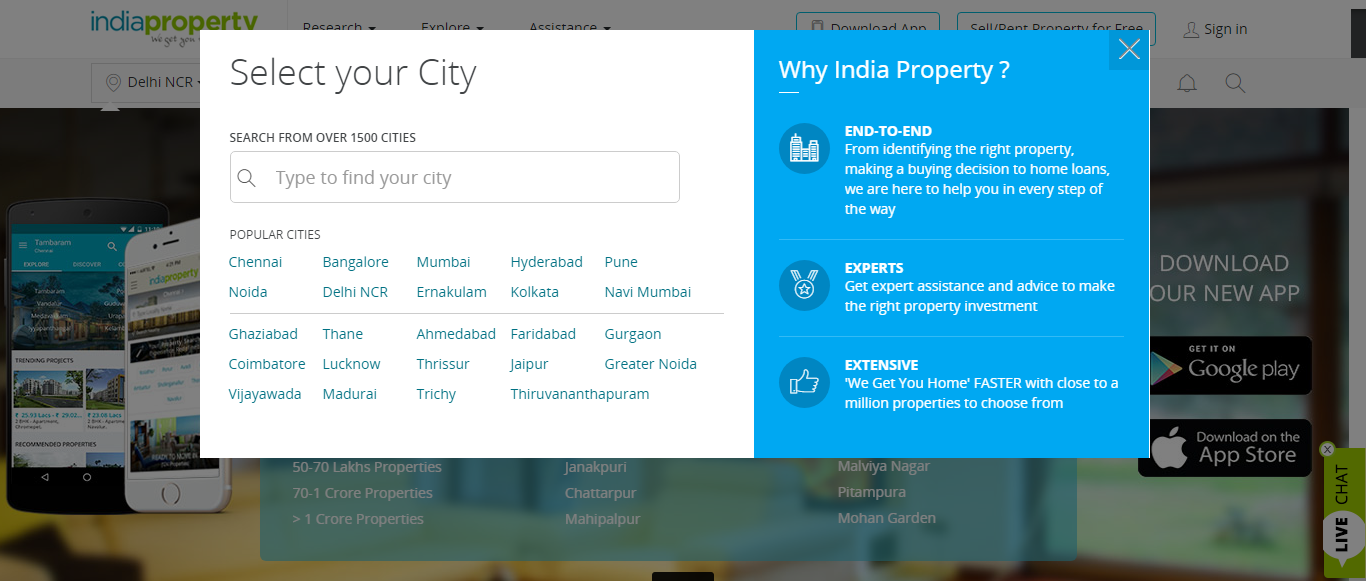 indiaproperty
we get you
Research
Explore
Assistance
Download App
Sell/Rent Property for Free
Sign in
Delhi NCR
Select your City
SEARCH FROM OVER 1500 CITIES
Type to find your city
POPULAR CITIES
Chennai Bangalore Mumbai Hyderabad Pune
Noida Delhi NCR Ernakulam Kolkata Navi Mumbai
Ghaziabad Thane Ahmedabad Faridabad Gurgaon
Coimbatore Lucknow Thrissur Jaipur Greater Noida
Vijayawada Madurai Trichy Thiruvananthapuram
Why India Property ?
END-TO-END
From identifying the right property,
making a buying decision to home loans,
we are here to help you in every step of
the way
EXPERTS
Get expert assistance and advice to make
the right property investment
EXTENSIVE
'We Get You Home' FASTER with close to a
million properties to choose from
Tambaram
Chennai
EXPLORE DISCOVER
Tambaram
Vandalur
Medavakkam
TRENDING PROJECTS
RECOMMENDED PROPERTIES
indiaproperty
DOWNLOAD
OUR NEW APP
GET IT ON
Google play
Download on the
App Store
50-70 Lakhs Properties Janakpuri Malviya Nagar
70-1 Crore Properties Chattarpur Pitampura
> 1 Crore Properties Mahipalpur Mohan Garden
X
LIVE CHAT